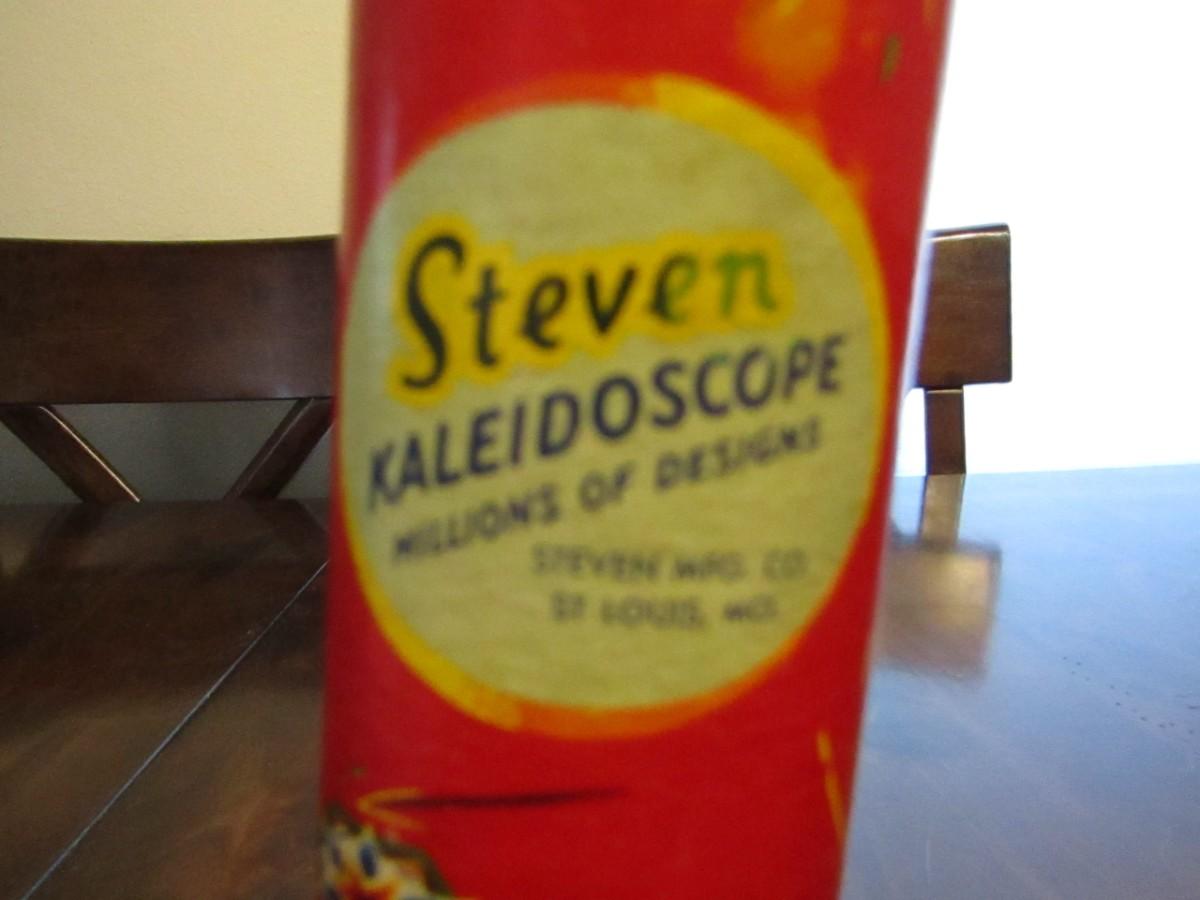 Steven
KALEIDOSCOPE
MILLIONS OF DESIGNS
STEVEN MFG. CO.
ST LOUIS, MO.